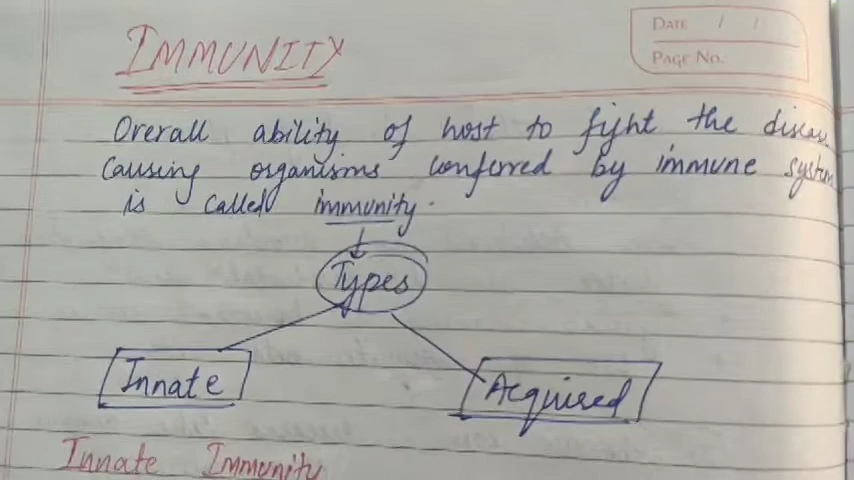 DATE / /
PAGE NO.
IMMUNITY
Overall ability of host to fight the disease
causing organisms conferred by immune system
is called immunity.
Types
Innate
Acquired
Innate Immunity